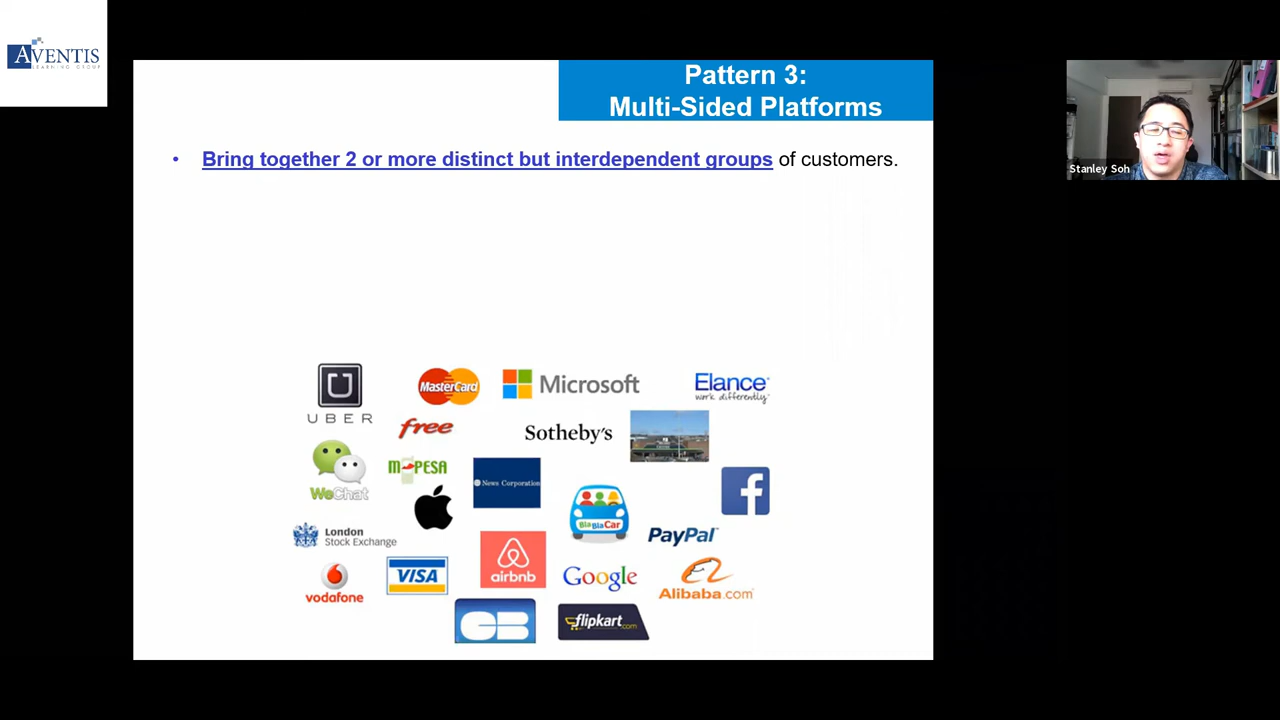 AVENTIS
LEARNING GROUP
Pattern 3:
Multi-Sided Platforms
• Bring together 2 or more distinct but interdependent groups of customers.
Stanley Soh
UBER
MasterCard
Microsoft
Elance
work differently
free
Sotheby's
WeChat
M-PESA
News Corporation
BlaBlaCar
London
Stock Exchange
PayPal
vodafone
VISA
airbnb
Google
Alibaba.com
CB
flipkart.com